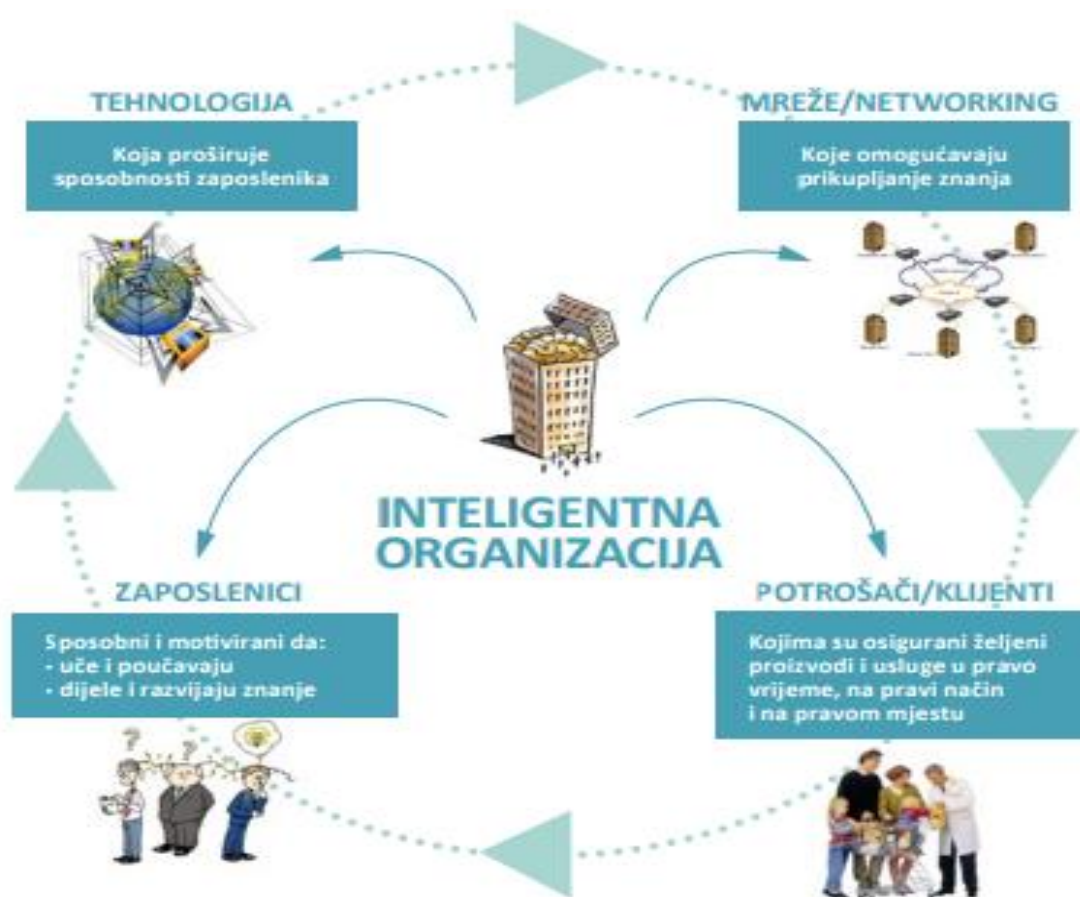 TEHNOLOGIJA
Koja proširuje
sposobnosti zaposlenika
MREŽE/NETWORKING
Koje omogućavaju
prikupljanje znanja
INTELIGENTNA
ORGANIZACIJA
ZAPOSLENICI
Sposobni i motivirani da:
- uče i poučavaju
- dijele i razvijaju znanje
POTROŠAČI/KLIJENTI
Kojima su osigurani željeni
proizvodi i usluge u pravo
vrijeme, na pravi način
i na pravom mjestu
?
?